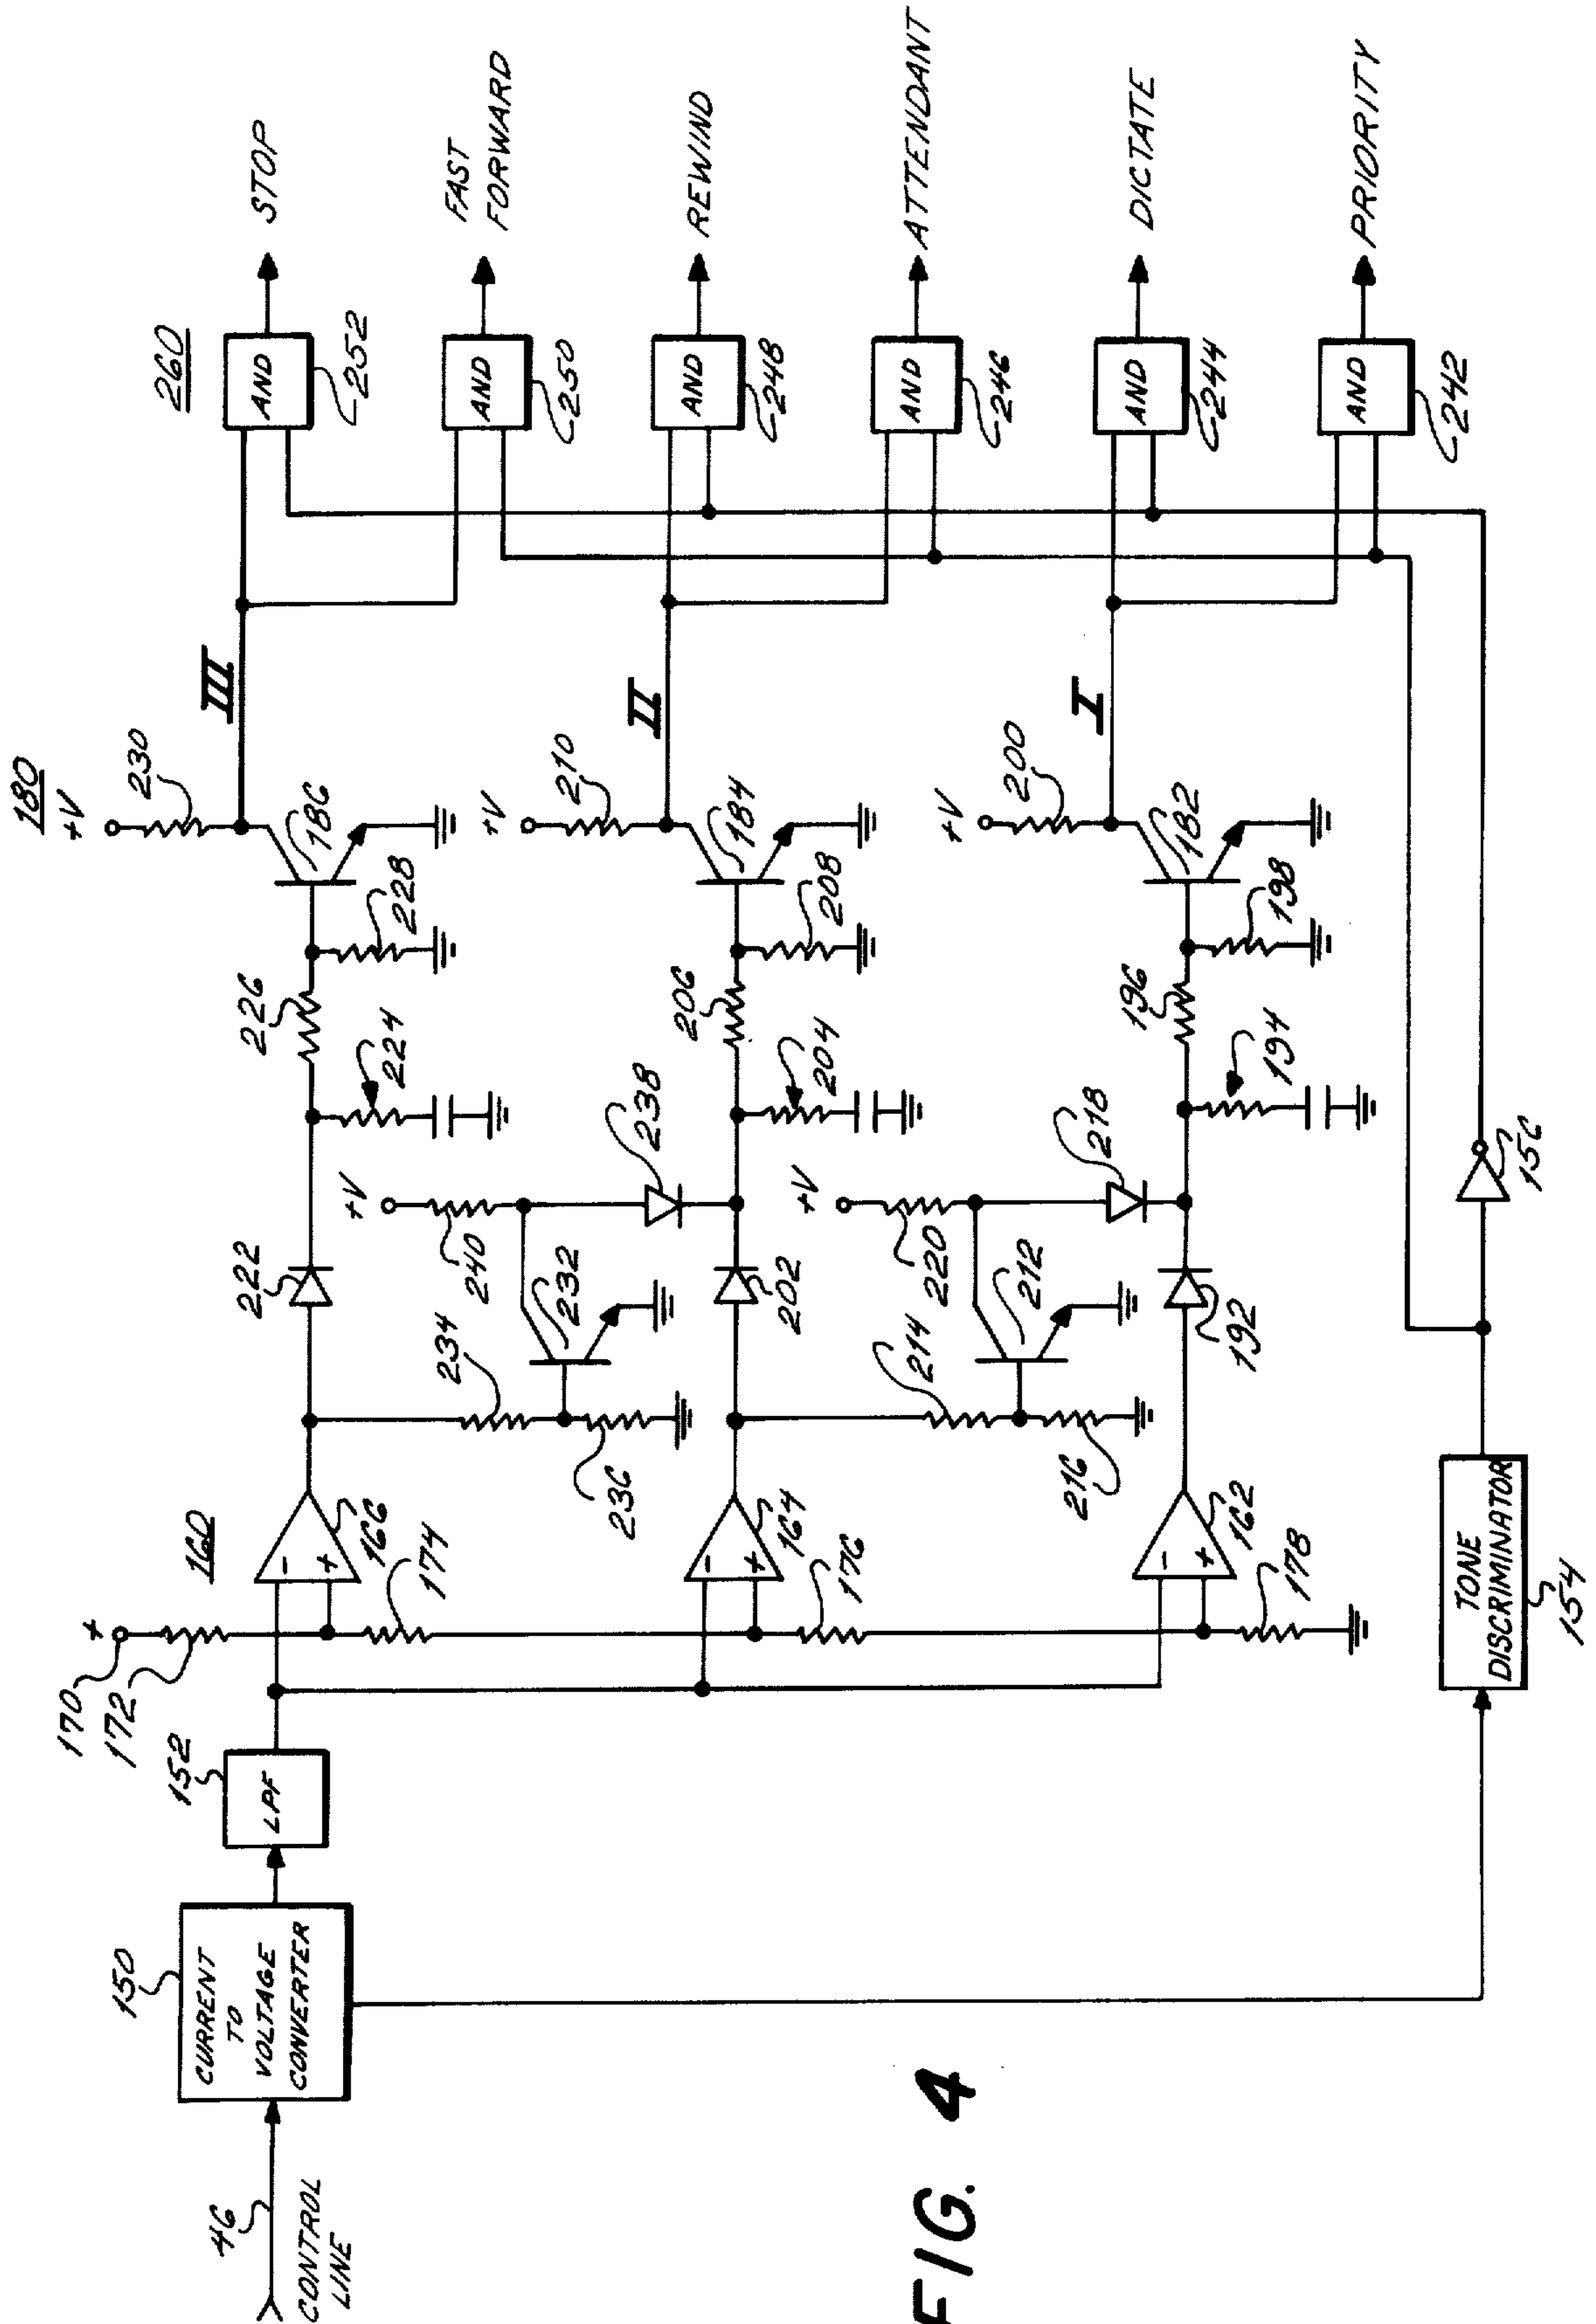 FIG. 4
46
CONTROL
LINE
150
CURRENT
TO
VOLTAGE
CONVERTER
152
LPF
170
+
172
160
-
+
166
174
-
+
164
176
-
+
162
178
TONE
DISCRIMINATOR
154
156
222
234
236
232
240
+V
238
224
226
228
180
+V
230
186
III
202
214
216
212
220
+V
218
204
206
208
+V
210
184
II
192
194
196
198
+V
200
182
I
260
AND
252
STOP
AND
250
FAST
FORWARD
AND
248
REWIND
AND
246
ATTENDANT
AND
244
DICTATE
AND
242
PRIORITY